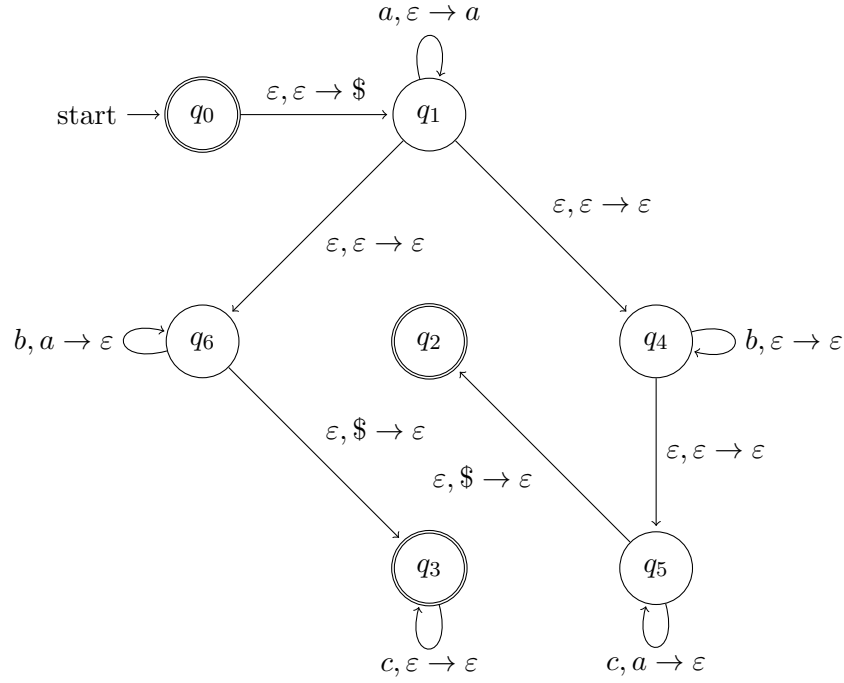 a, ε → a
start
q₀
ε, ε → $
q₁
ε, ε → ε
ε, ε → ε
b, a → ε
q₆
q₂
q₄
b, ε → ε
ε, $ → ε
ε, $ → ε
ε, ε → ε
q₃
q₅
c, ε → ε
c, a → ε